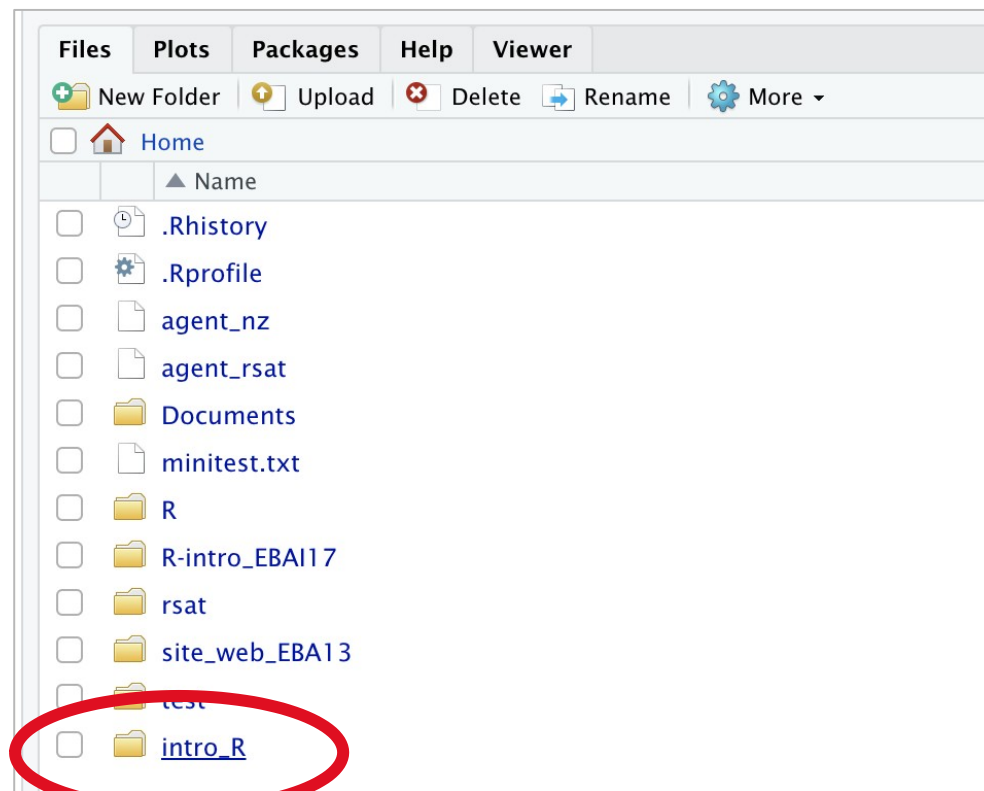 Files Plots Packages Help Viewer
New Folder Upload Delete Rename More
Home
Name
.Rhistory
.Rprofile
agent_nz
agent_rsat
Documents
minitest.txt
R
R-intro_EBAI17
rsat
site_web_EBA13
test
intro_R